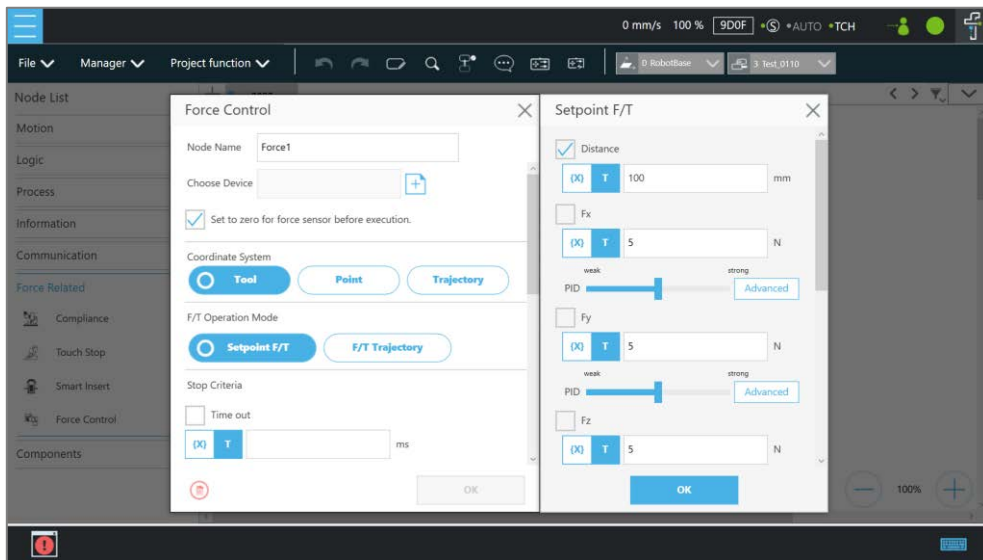 0 mm/s 100 % 9D0F •Ⓢ •AUTO •TCH
File Manager Project function 0 RobotBase 3 Test_0110
Node List
Motion
Logic
Process
Information
Communication
Force Related
Compliance
Touch Stop
Smart Insert
Force Control
Components
Force Control
Node Name Force1
Choose Device
Set to zero for force sensor before execution.
Coordinate System
Tool Point Trajectory
F/T Operation Mode
Setpoint F/T F/T Trajectory
Stop Criteria
Time out
{X} T ms
OK
Setpoint F/T
Distance
{X} T 100 mm
Fx
{X} T 5 N
weak strong
PID Advanced
Fy
{X} T 5 N
weak strong
PID Advanced
Fz
{X} T 5 N
OK
100%